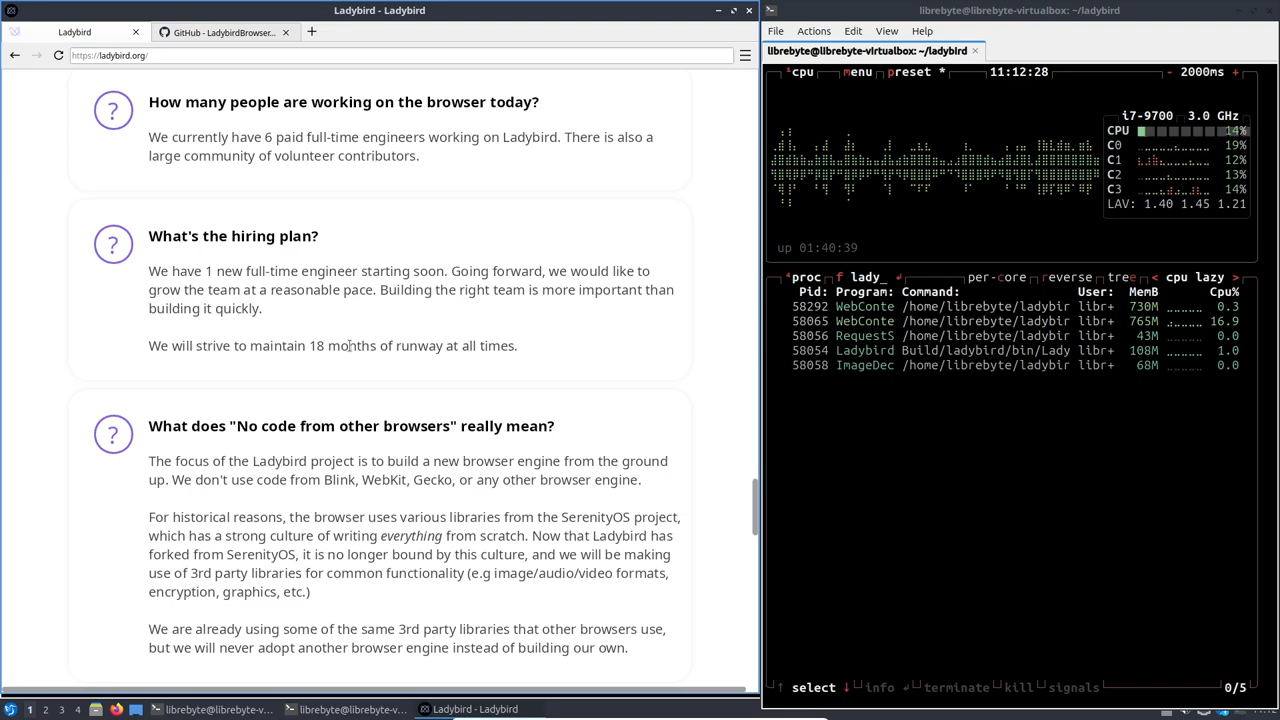 Ladybird - Ladybird
Ladybird
GitHub - LadybirdBrowser...
https://ladybird.org/
How many people are working on the browser today?
We currently have 6 paid full-time engineers working on Ladybird. There is also a
large community of volunteer contributors.
What's the hiring plan?
We have 1 new full-time engineer starting soon. Going forward, we would like to
grow the team at a reasonable pace. Building the right team is more important than
building it quickly.
We will strive to maintain 18 months of runway at all times.
What does "No code from other browsers" really mean?
The focus of the Ladybird project is to build a new browser engine from the ground
up. We don't use code from Blink, WebKit, Gecko, or any other browser engine.
For historical reasons, the browser uses various libraries from the SerenityOS project,
which has a strong culture of writing everything from scratch. Now that Ladybird has
forked from SerenityOS, it is no longer bound by this culture, and we will be making
use of 3rd party libraries for common functionality (e.g image/audio/video formats,
encryption, graphics, etc.)
We are already using some of the same 3rd party libraries that other browsers use,
but we will never adopt another browser engine instead of building our own.
librebyte@librebyte-virtualbox: ~/ladybird
File Actions Edit View Help
librebyte@librebyte-virtualbox: ~/ladybird
¹cpu menu preset * 11:12:28 - 2000ms +
i7-9700 3.0 GHz
CPU 14%
C0 19%
C1 12%
C2 13%
C3 14%
LAV: 1.40 1.45 1.21
up 01:40:39
⁴proc f lady_ ↲ per-core reverse tree < cpu lazy >
Pid: Program: Command: User: MemB Cpu%
58292 WebConte /home/librebyte/ladybir libr+ 730M 0.3
58065 WebConte /home/librebyte/ladybir libr+ 765M 16.9
58056 RequestS /home/librebyte/ladybir libr+ 43M 0.0
58054 Ladybird Build/ladybird/bin/Lady libr+ 108M 1.0
58058 ImageDec /home/librebyte/ladybir libr+ 68M 0.0
↑ select ↓ info ↲ terminate kill signals 0/5
1 2 3 4
librebyte@librebyte-v...
librebyte@librebyte-v...
Ladybird - Ladybird